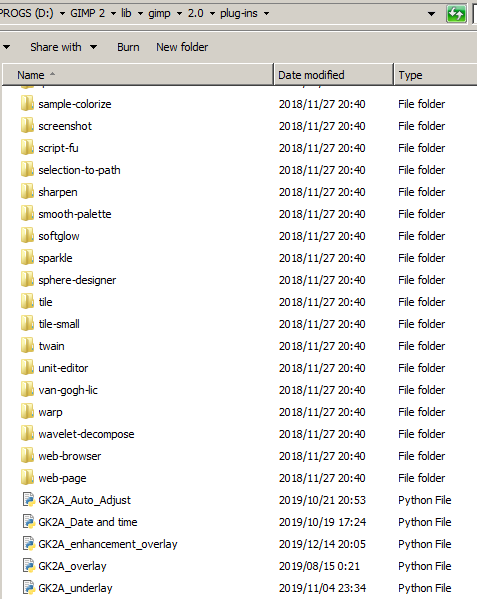 PROGS (D:) GIMP 2 lib gimp 2.0 plug-ins
Share with Burn New folder
Name Date modified Type
sample-colorize 2018/11/27 20:40 File folder
screenshot 2018/11/27 20:40 File folder
script-fu 2018/11/27 20:40 File folder
selection-to-path 2018/11/27 20:40 File folder
sharpen 2018/11/27 20:40 File folder
smooth-palette 2018/11/27 20:40 File folder
softglow 2018/11/27 20:40 File folder
sparkle 2018/11/27 20:40 File folder
sphere-designer 2018/11/27 20:40 File folder
tile 2018/11/27 20:40 File folder
tile-small 2018/11/27 20:40 File folder
twain 2018/11/27 20:40 File folder
unit-editor 2018/11/27 20:40 File folder
van-gogh-lic 2018/11/27 20:40 File folder
warp 2018/11/27 20:40 File folder
wavelet-decompose 2018/11/27 20:40 File folder
web-browser 2018/11/27 20:40 File folder
web-page 2018/11/27 20:40 File folder
GK2A_Auto_Adjust 2019/10/21 20:53 Python File
GK2A_Date and time 2019/10/19 17:24 Python File
GK2A_enhancement_overlay 2019/12/14 20:05 Python File
GK2A_overlay 2019/08/15 0:21 Python File
GK2A_underlay 2019/11/04 23:34 Python File